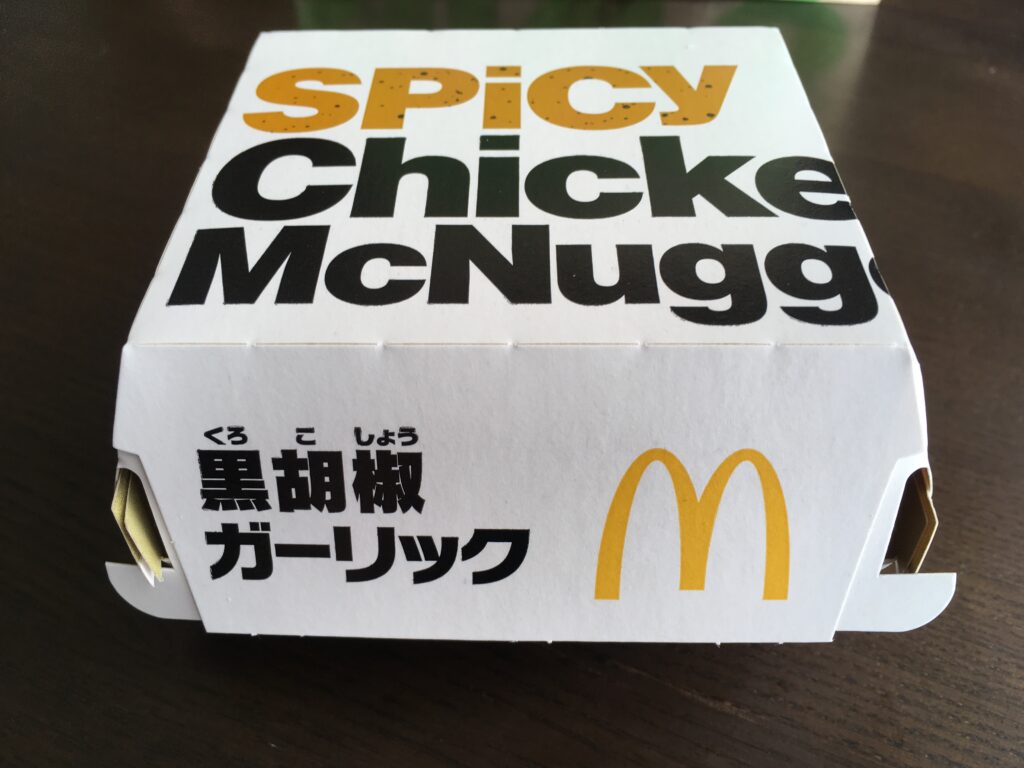 SPiCy
Chicke
McNugg
くろ こ しょう
黒胡椒
ガーリック